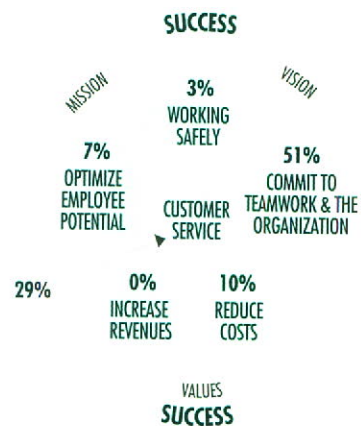 SUCCESS
MISSION
VISION
3%
WORKING
SAFELY
7%
OPTIMIZE
EMPLOYEE
POTENTIAL
51%
COMMIT TO
TEAMWORK & THE
ORGANIZATION
CUSTOMER
SERVICE
29%
0%
INCREASE
REVENUES
10%
REDUCE
COSTS
VALUES
SUCCESS